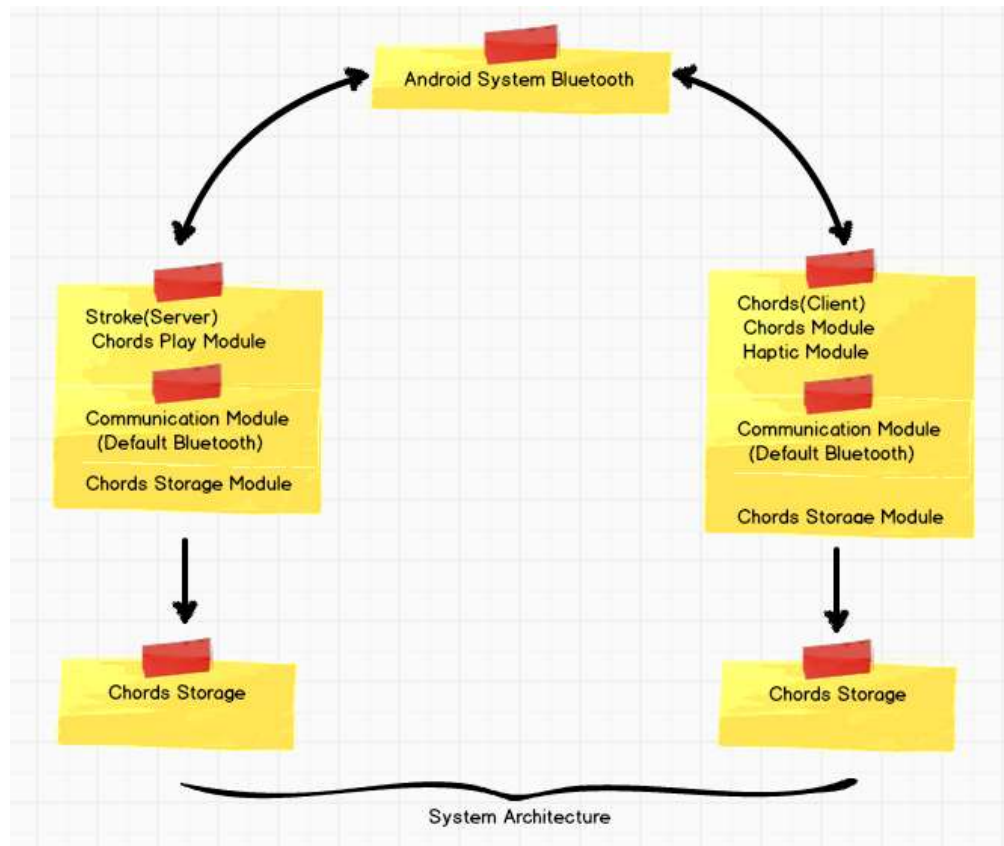 Android System Bluetooth
Stroke(Server)
Chords Play Module
Communication Module
(Default Bluetooth)
Chords Storage Module
Chords(Client)
Chords Module
Haptic Module
Communication Module
(Default Bluetooth)
Chords Storage Module
Chords Storage
Chords Storage
System Architecture